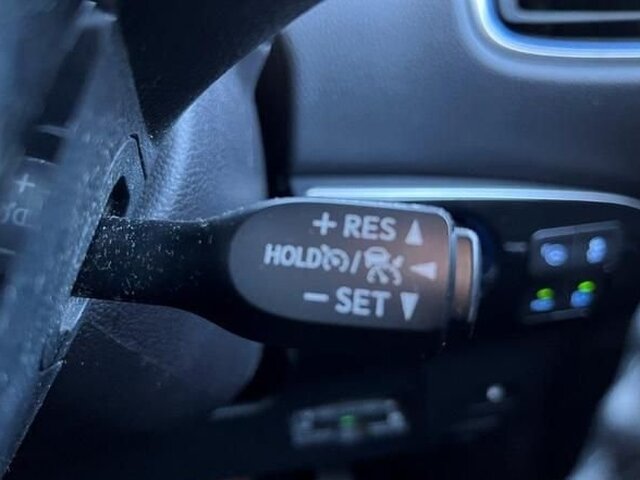 + RES
HOLD /
− SET